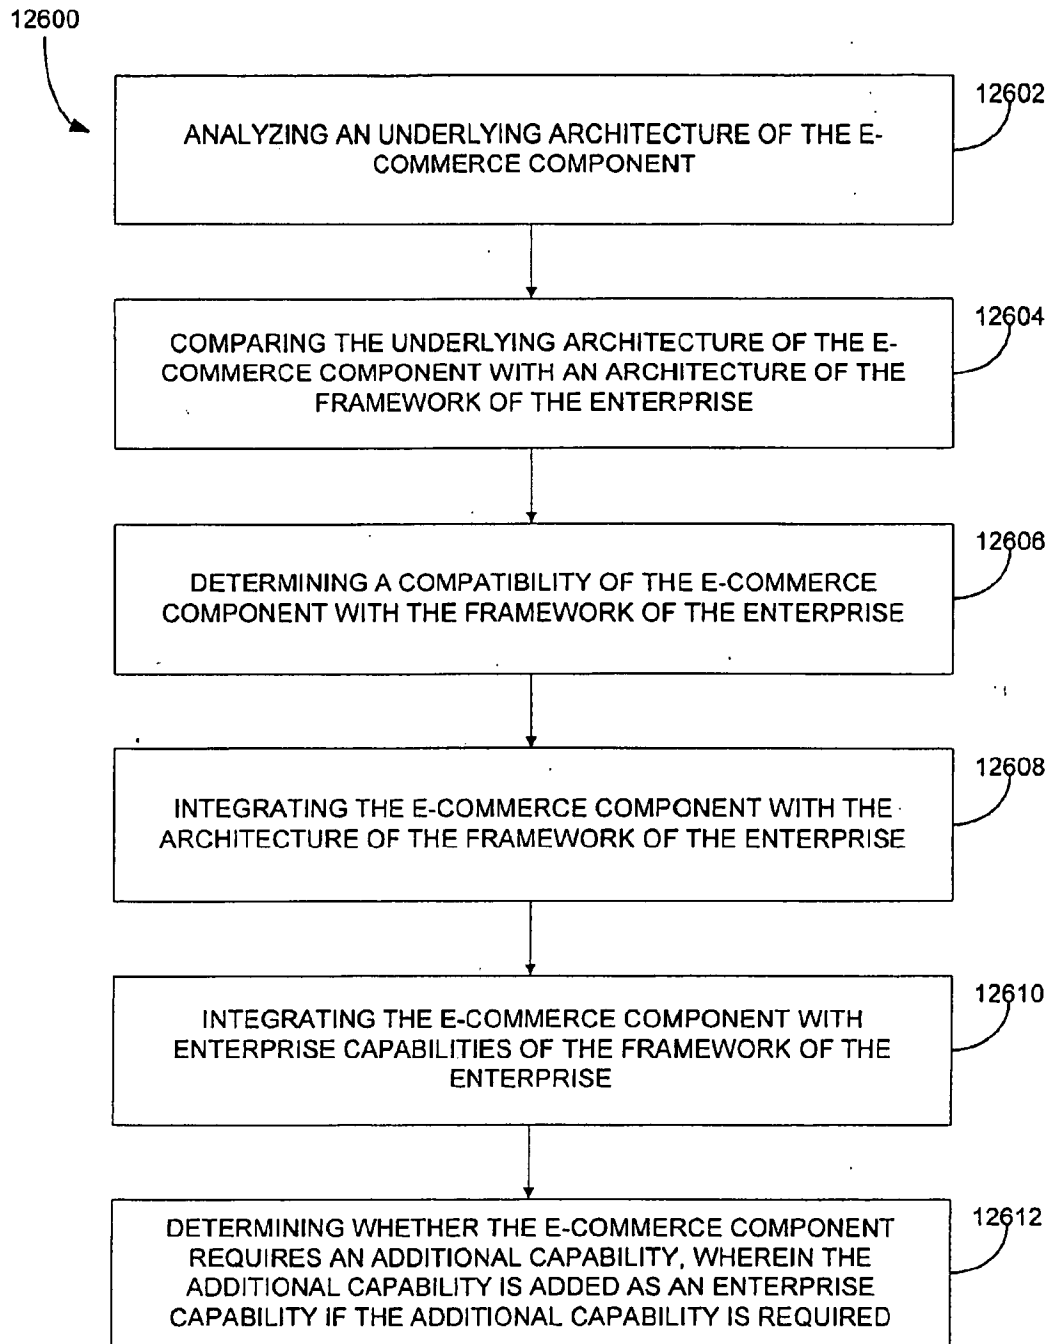 12600
12602
ANALYZING AN UNDERLYING ARCHITECTURE OF THE E-
COMMERCE COMPONENT
12604
COMPARING THE UNDERLYING ARCHITECTURE OF THE E-
COMMERCE COMPONENT WITH AN ARCHITECTURE OF THE
FRAMEWORK OF THE ENTERPRISE
12606
DETERMINING A COMPATIBILITY OF THE E-COMMERCE
COMPONENT WITH THE FRAMEWORK OF THE ENTERPRISE
12608
INTEGRATING THE E-COMMERCE COMPONENT WITH THE
ARCHITECTURE OF THE FRAMEWORK OF THE ENTERPRISE
12610
INTEGRATING THE E-COMMERCE COMPONENT WITH
ENTERPRISE CAPABILITIES OF THE FRAMEWORK OF THE
ENTERPRISE
12612
DETERMINING WHETHER THE E-COMMERCE COMPONENT
REQUIRES AN ADDITIONAL CAPABILITY, WHEREIN THE
ADDITIONAL CAPABILITY IS ADDED AS AN ENTERPRISE
CAPABILITY IF THE ADDITIONAL CAPABILITY IS REQUIRED